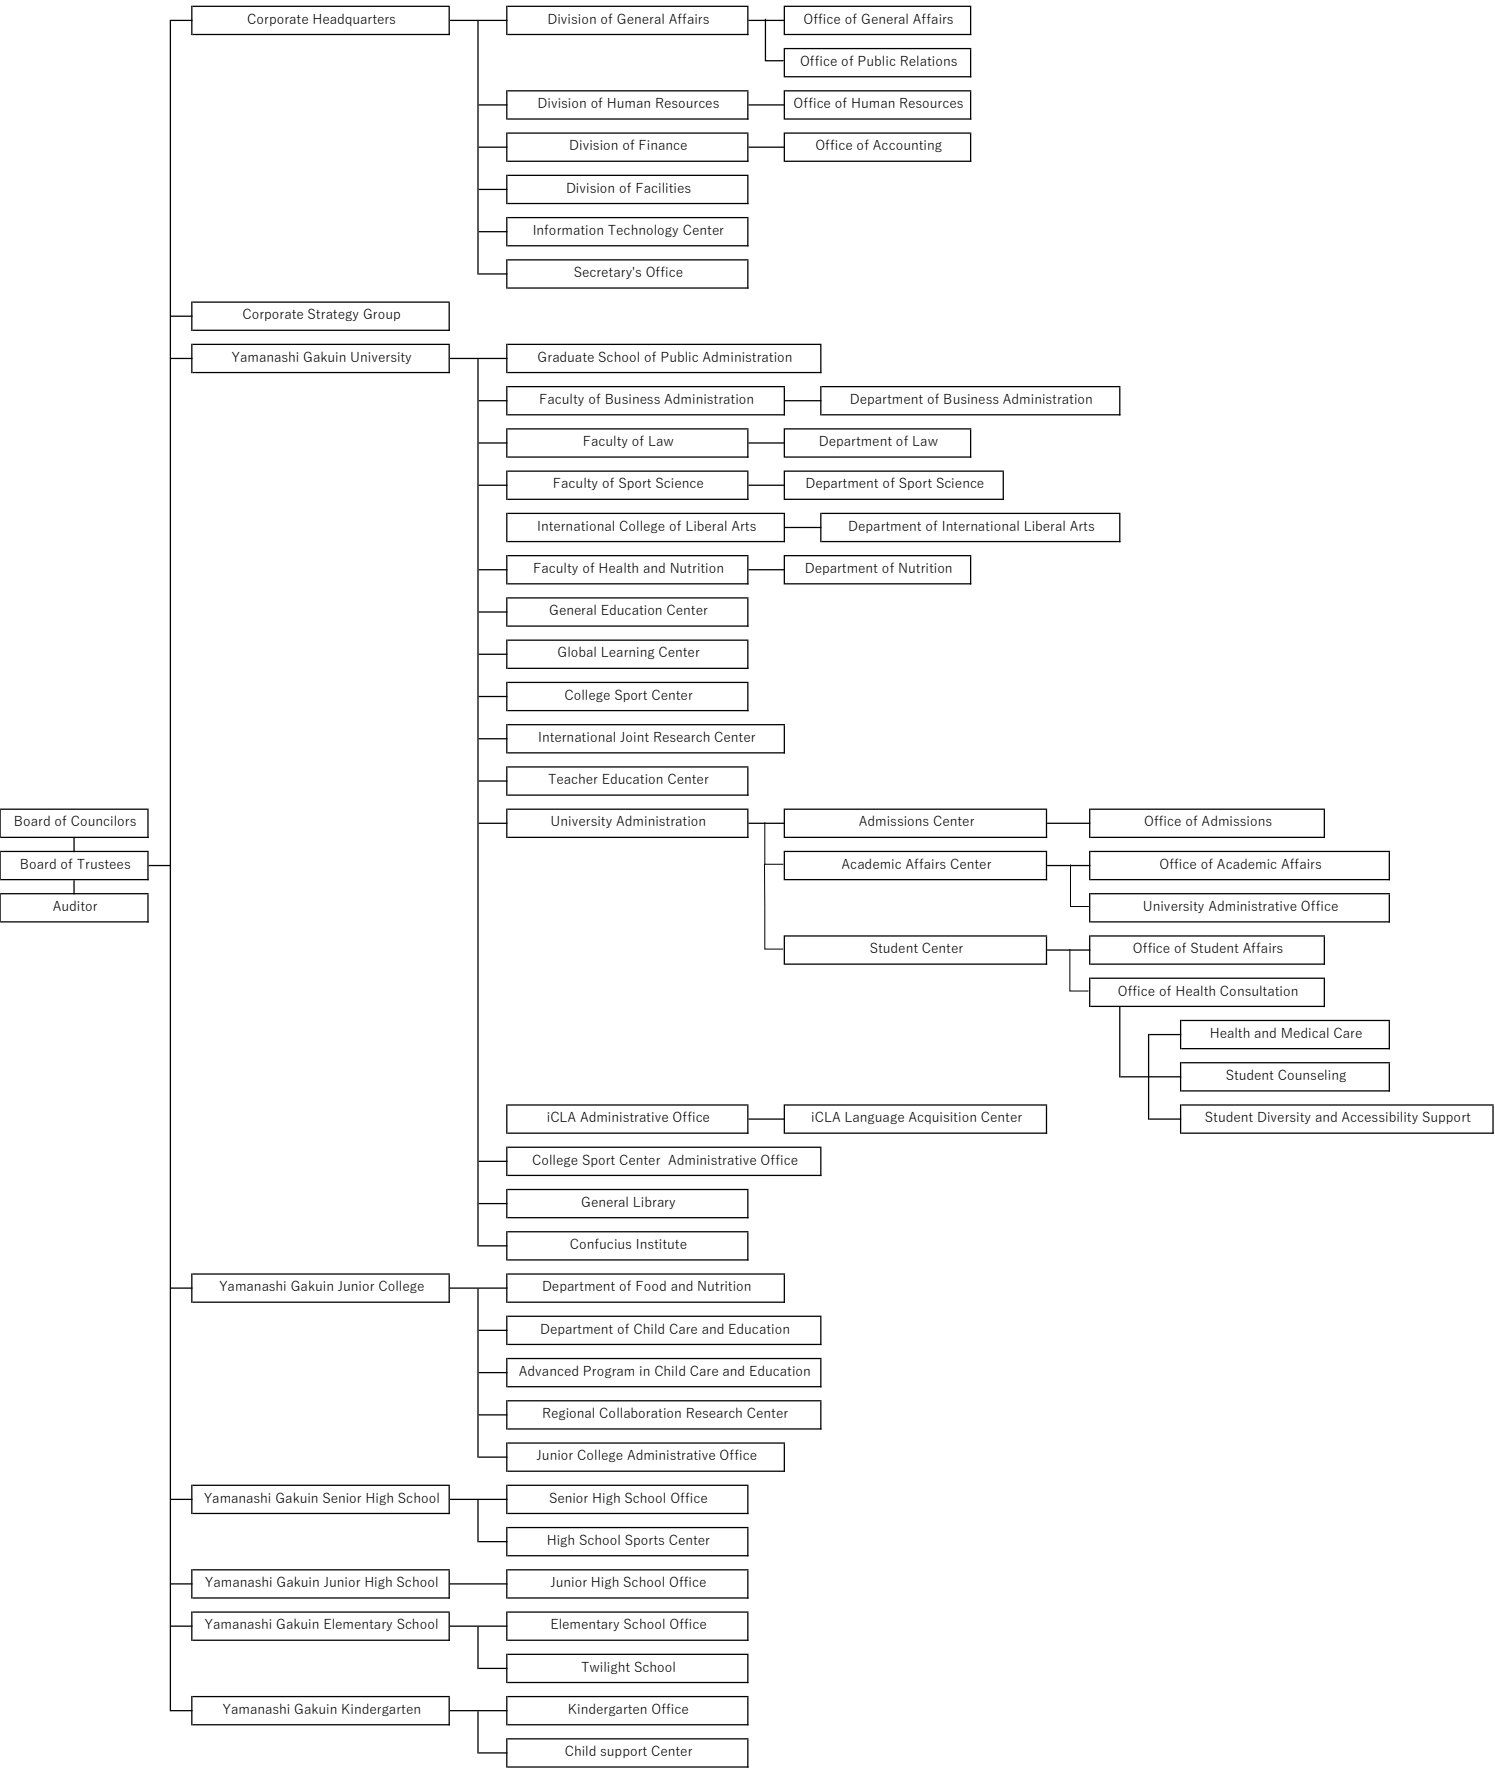 Corporate Headquarters
Division of General Affairs
Office of General Affairs
Office of Public Relations
Division of Human Resources
Office of Human Resources
Division of Finance
Office of Accounting
Division of Facilities
Information Technology Center
Secretary's Office
Corporate Strategy Group
Yamanashi Gakuin University
Graduate School of Public Administration
Faculty of Business Administration
Department of Business Administration
Faculty of Law
Department of Law
Faculty of Sport Science
Department of Sport Science
International College of Liberal Arts
Department of International Liberal Arts
Faculty of Health and Nutrition
Department of Nutrition
General Education Center
Global Learning Center
College Sport Center
International Joint Research Center
Teacher Education Center
Board of Councilors
University Administration
Admissions Center
Office of Admissions
Board of Trustees
Academic Affairs Center
Office of Academic Affairs
Auditor
University Administrative Office
Student Center
Office of Student Affairs
Office of Health Consultation
Health and Medical Care
Student Counseling
iCLA Administrative Office
iCLA Language Acquisition Center
Student Diversity and Accessibility Support
College Sport Center  Administrative Office
General Library
Confucius Institute
Yamanashi Gakuin Junior College
Department of Food and Nutrition
Department of Child Care and Education
Advanced Program in Child Care and Education
Regional Collaboration Research Center
Junior College Administrative Office
Yamanashi Gakuin Senior High School
Senior High School Office
High School Sports Center
Yamanashi Gakuin Junior High School
Junior High School Office
Yamanashi Gakuin Elementary School
Elementary School Office
Twilight School
Yamanashi Gakuin Kindergarten
Kindergarten Office
Child support Center